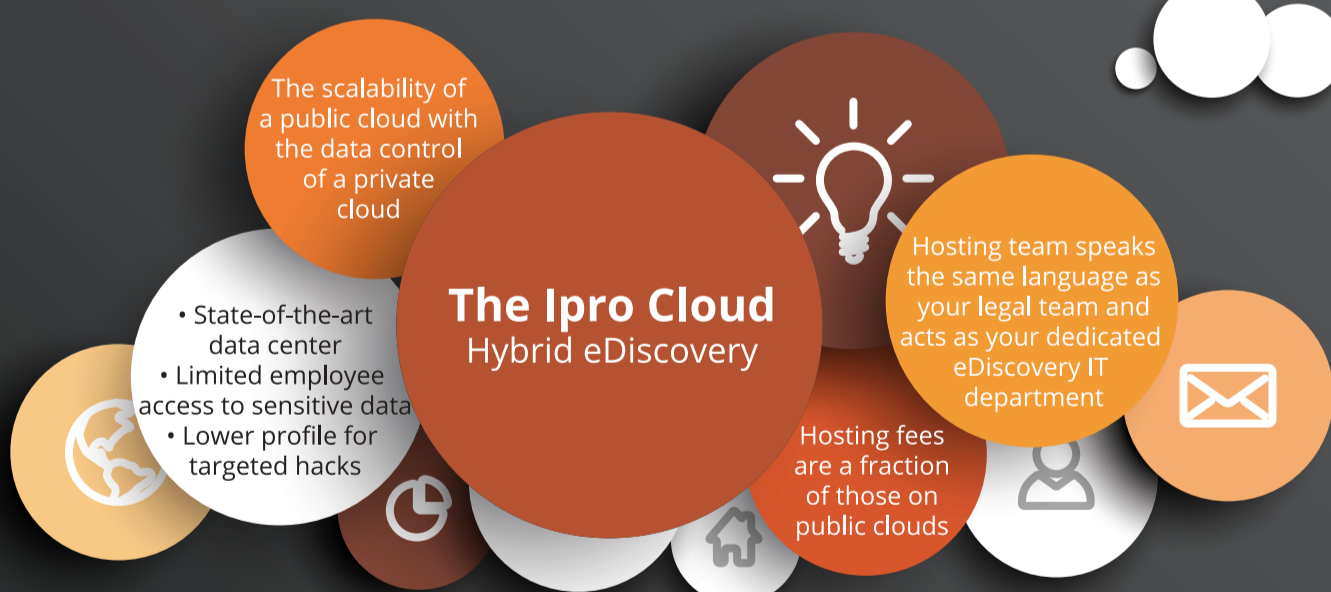 The scalability of
a public cloud with
the data control
of a private
cloud
• State-of-the-art
data center
• Limited employee
access to sensitive data
• Lower profile for
targeted hacks
The Ipro Cloud
Hybrid eDiscovery
Hosting team speaks
the same language as
your legal team and
acts as your dedicated
eDiscovery IT
department
Hosting fees
are a fraction
of those on
public clouds